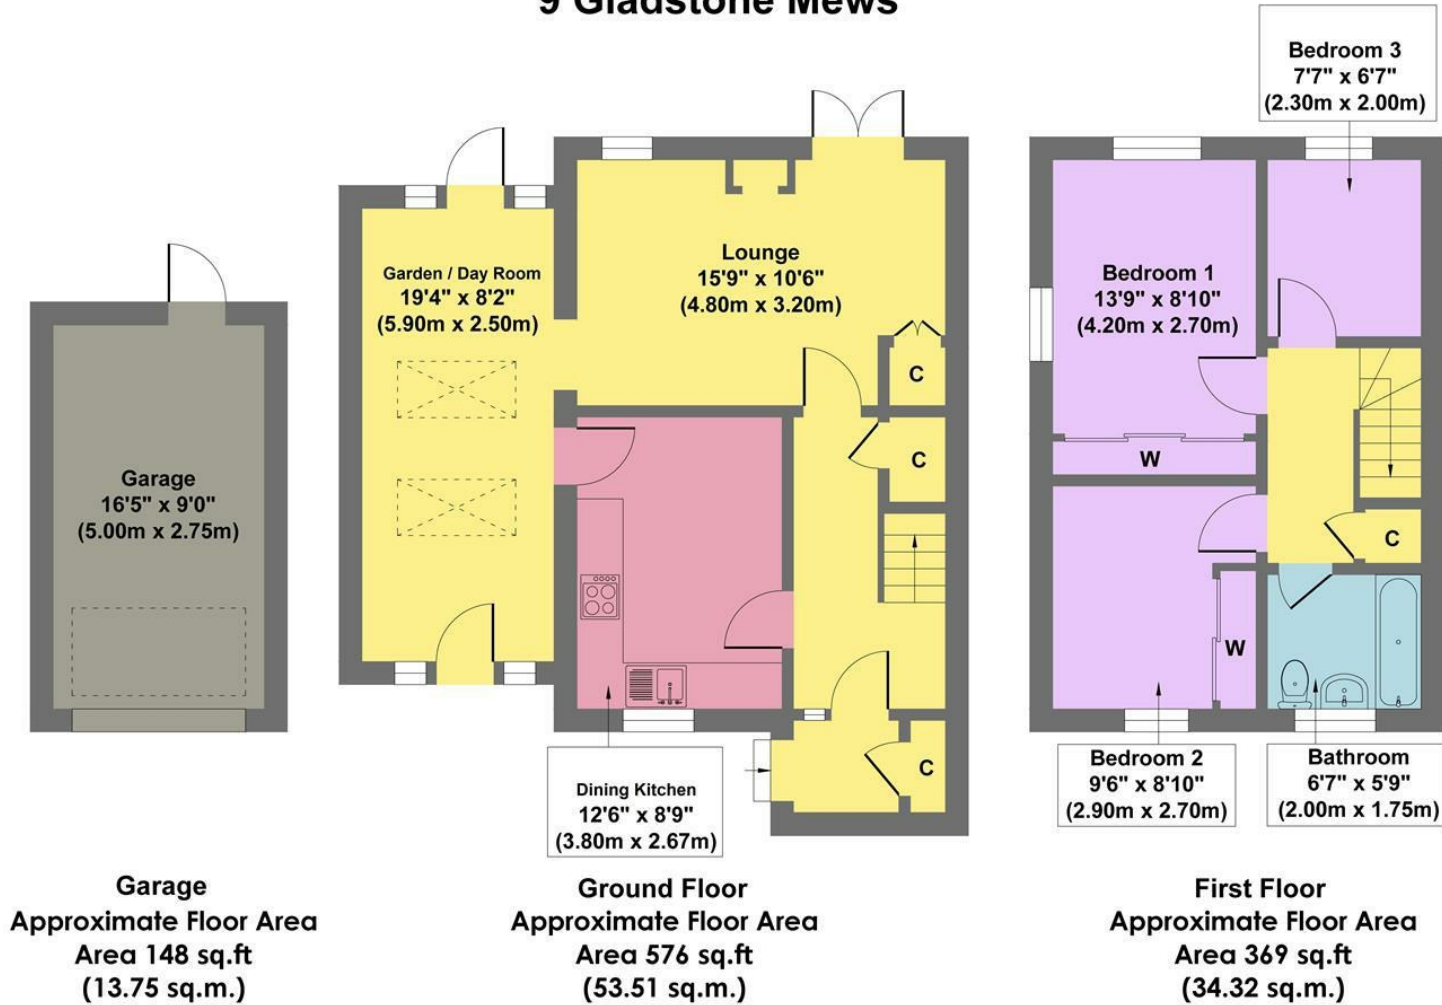 9 Gladstone Mews
Bedroom 3
7'7" x 6'7"
(2.30m x 2.00m)
Garden / Day Room
19'4" x 8'2"
(5.90m x 2.50m)
Lounge
15'9" x 10'6"
(4.80m x 3.20m)
Bedroom 1
13'9" x 8'10"
(4.20m x 2.70m)
C
C
W
Garage
16'5" x 9'0"
(5.00m x 2.75m)
C
W
Dining Kitchen
12'6" x 8'9"
(3.80m x 2.67m)
C
Bedroom 2
9'6" x 8'10"
(2.90m x 2.70m)
Bathroom
6'7" x 5'9"
(2.00m x 1.75m)
Garage
Approximate Floor Area
Area 148 sq.ft
(13.75 sq.m.)
Ground Floor
Approximate Floor Area
Area 576 sq.ft
(53.51 sq.m.)
First Floor
Approximate Floor Area
Area 369 sq.ft
(34.32 sq.m.)